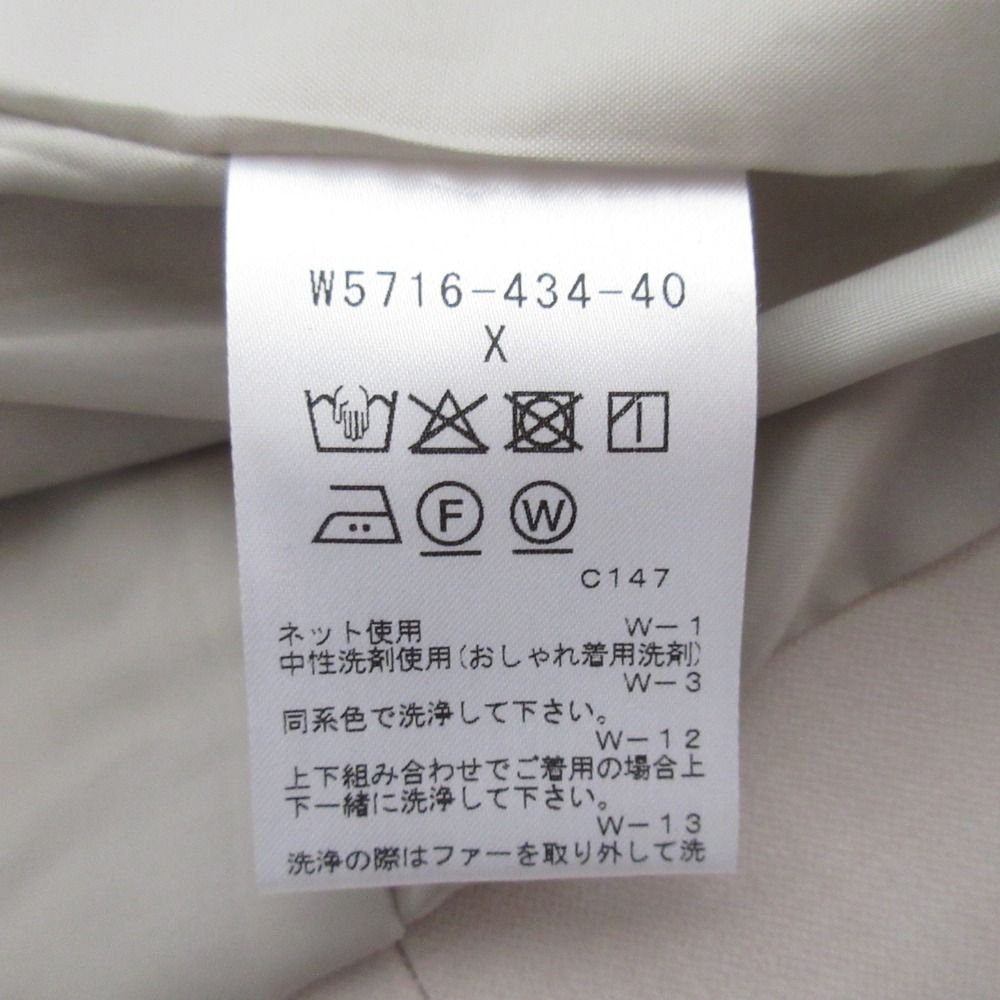 W5716-434-40
X
F W
C147
ネット使用 W-1
中性洗剤使用(おしゃれ着用洗剤)
W-3
同系色で洗浄して下さい。
W-12
上下組み合わせでご着用の場合上
下一緒に洗浄して下さい。
W-13
洗浄の際はファーを取り外して洗